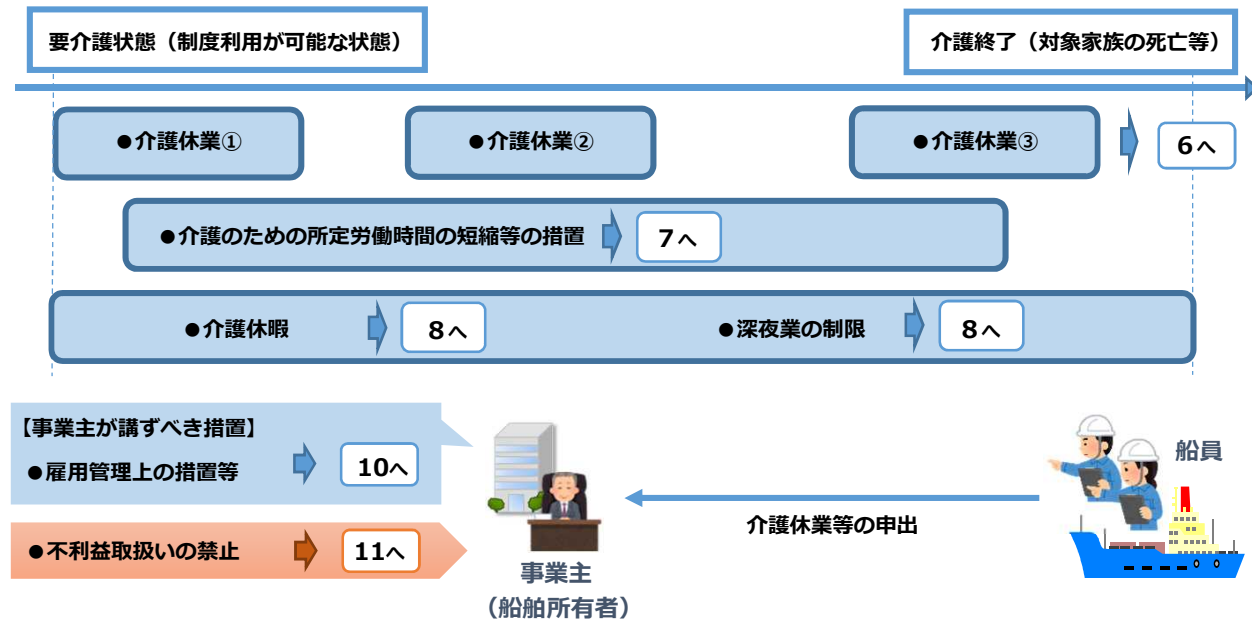 要介護状態（制度利用が可能な状態）
介護終了（対象家族の死亡等）
●介護休業①
●介護休業②
●介護休業③
6へ
●介護のための所定労働時間の短縮等の措置
7へ
●介護休暇
8へ
●深夜業の制限
8へ
【事業主が講ずべき措置】
●雇用管理上の措置等
10へ
●不利益取扱いの禁止
11へ
事業主
（船舶所有者）
介護休業等の申出
船員